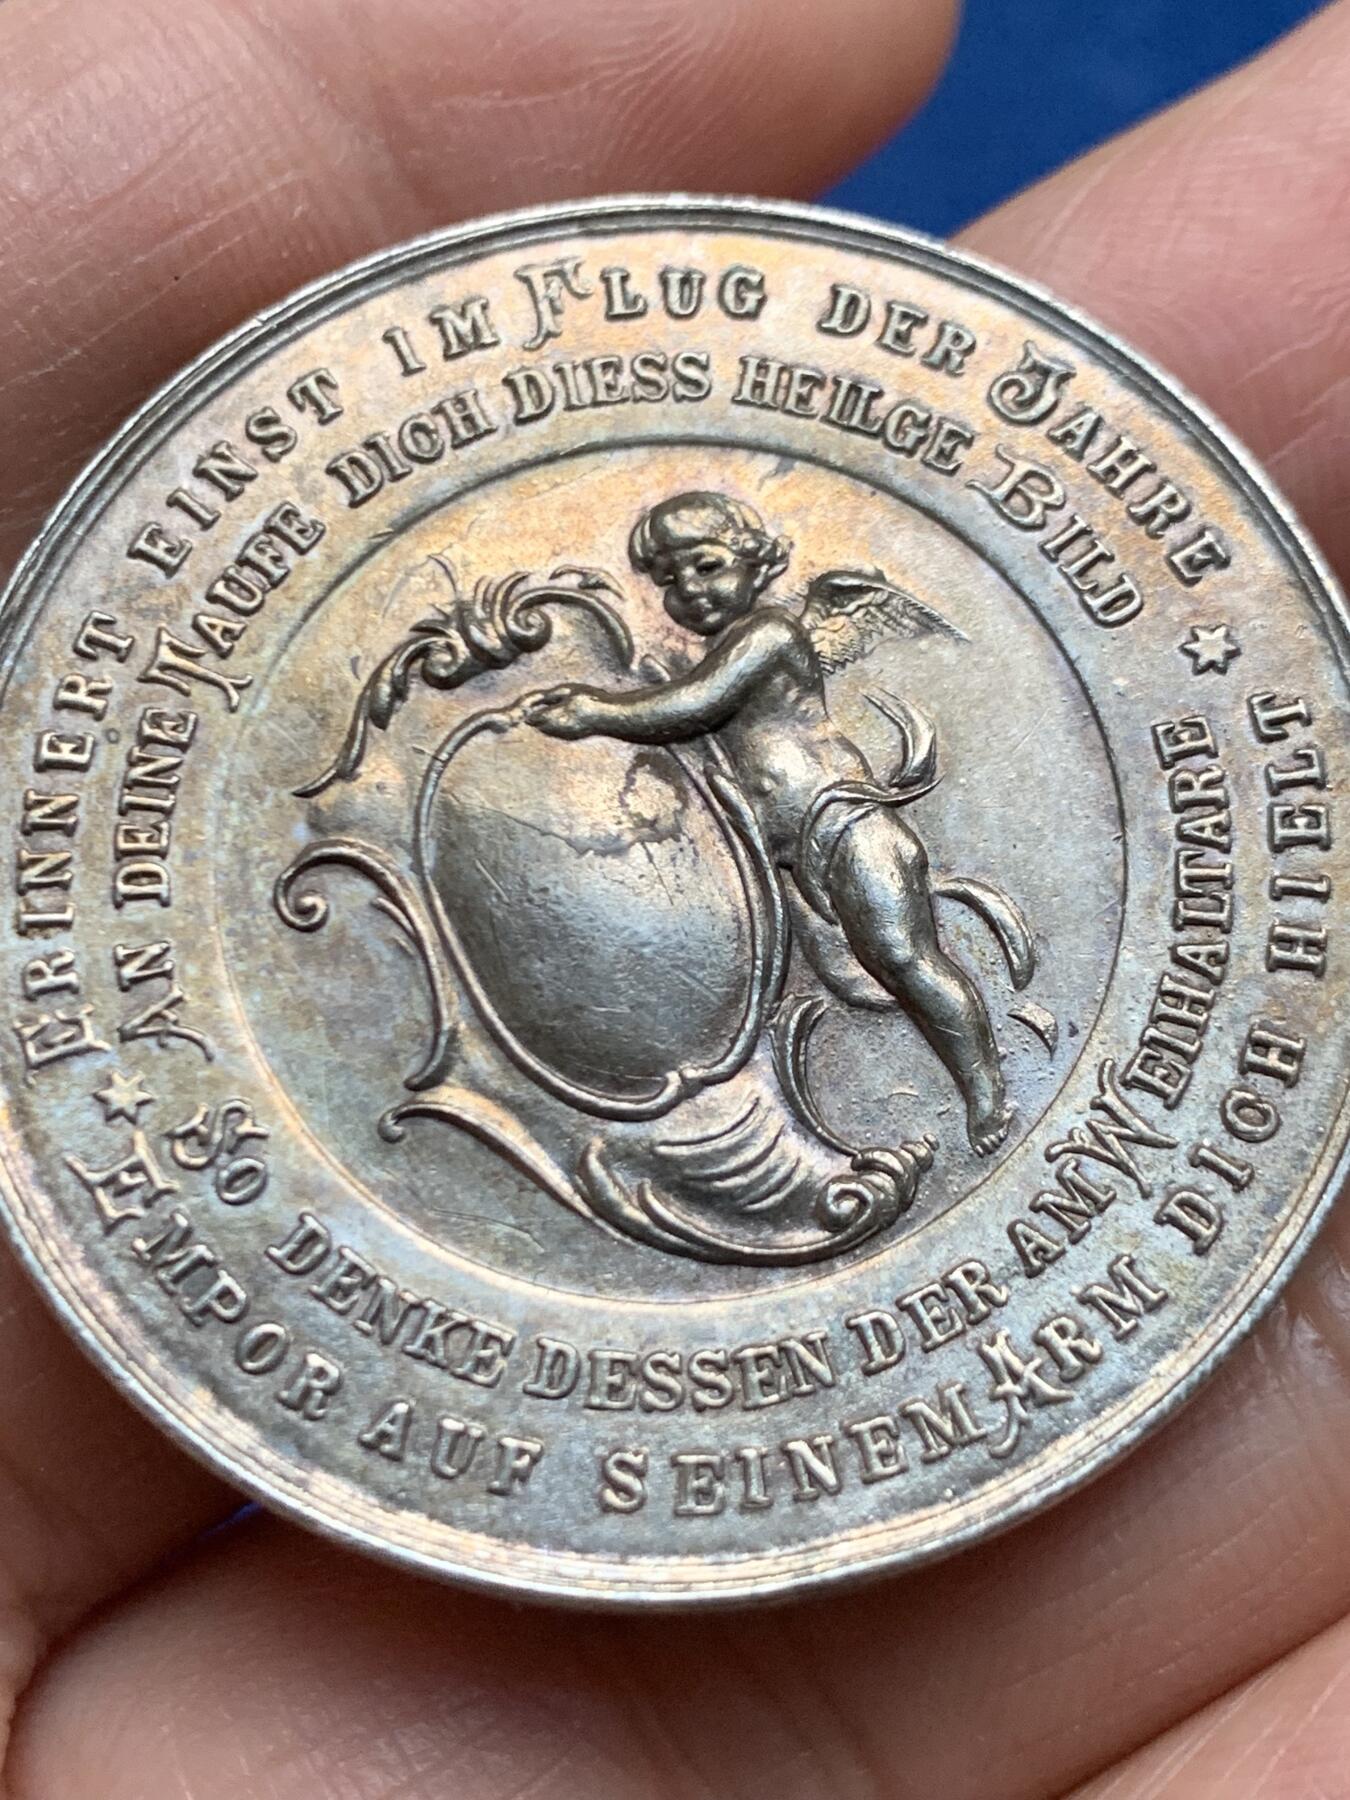 ERINNERT EINST IM FLUG DER JAHRE
AN DEINE TAUFE DICH DIESS HEILGE BILD
SO DENKE DESSEN DER AM WEIHALTARE
EMPOR AUF SEINEM ARM DICH HIELT